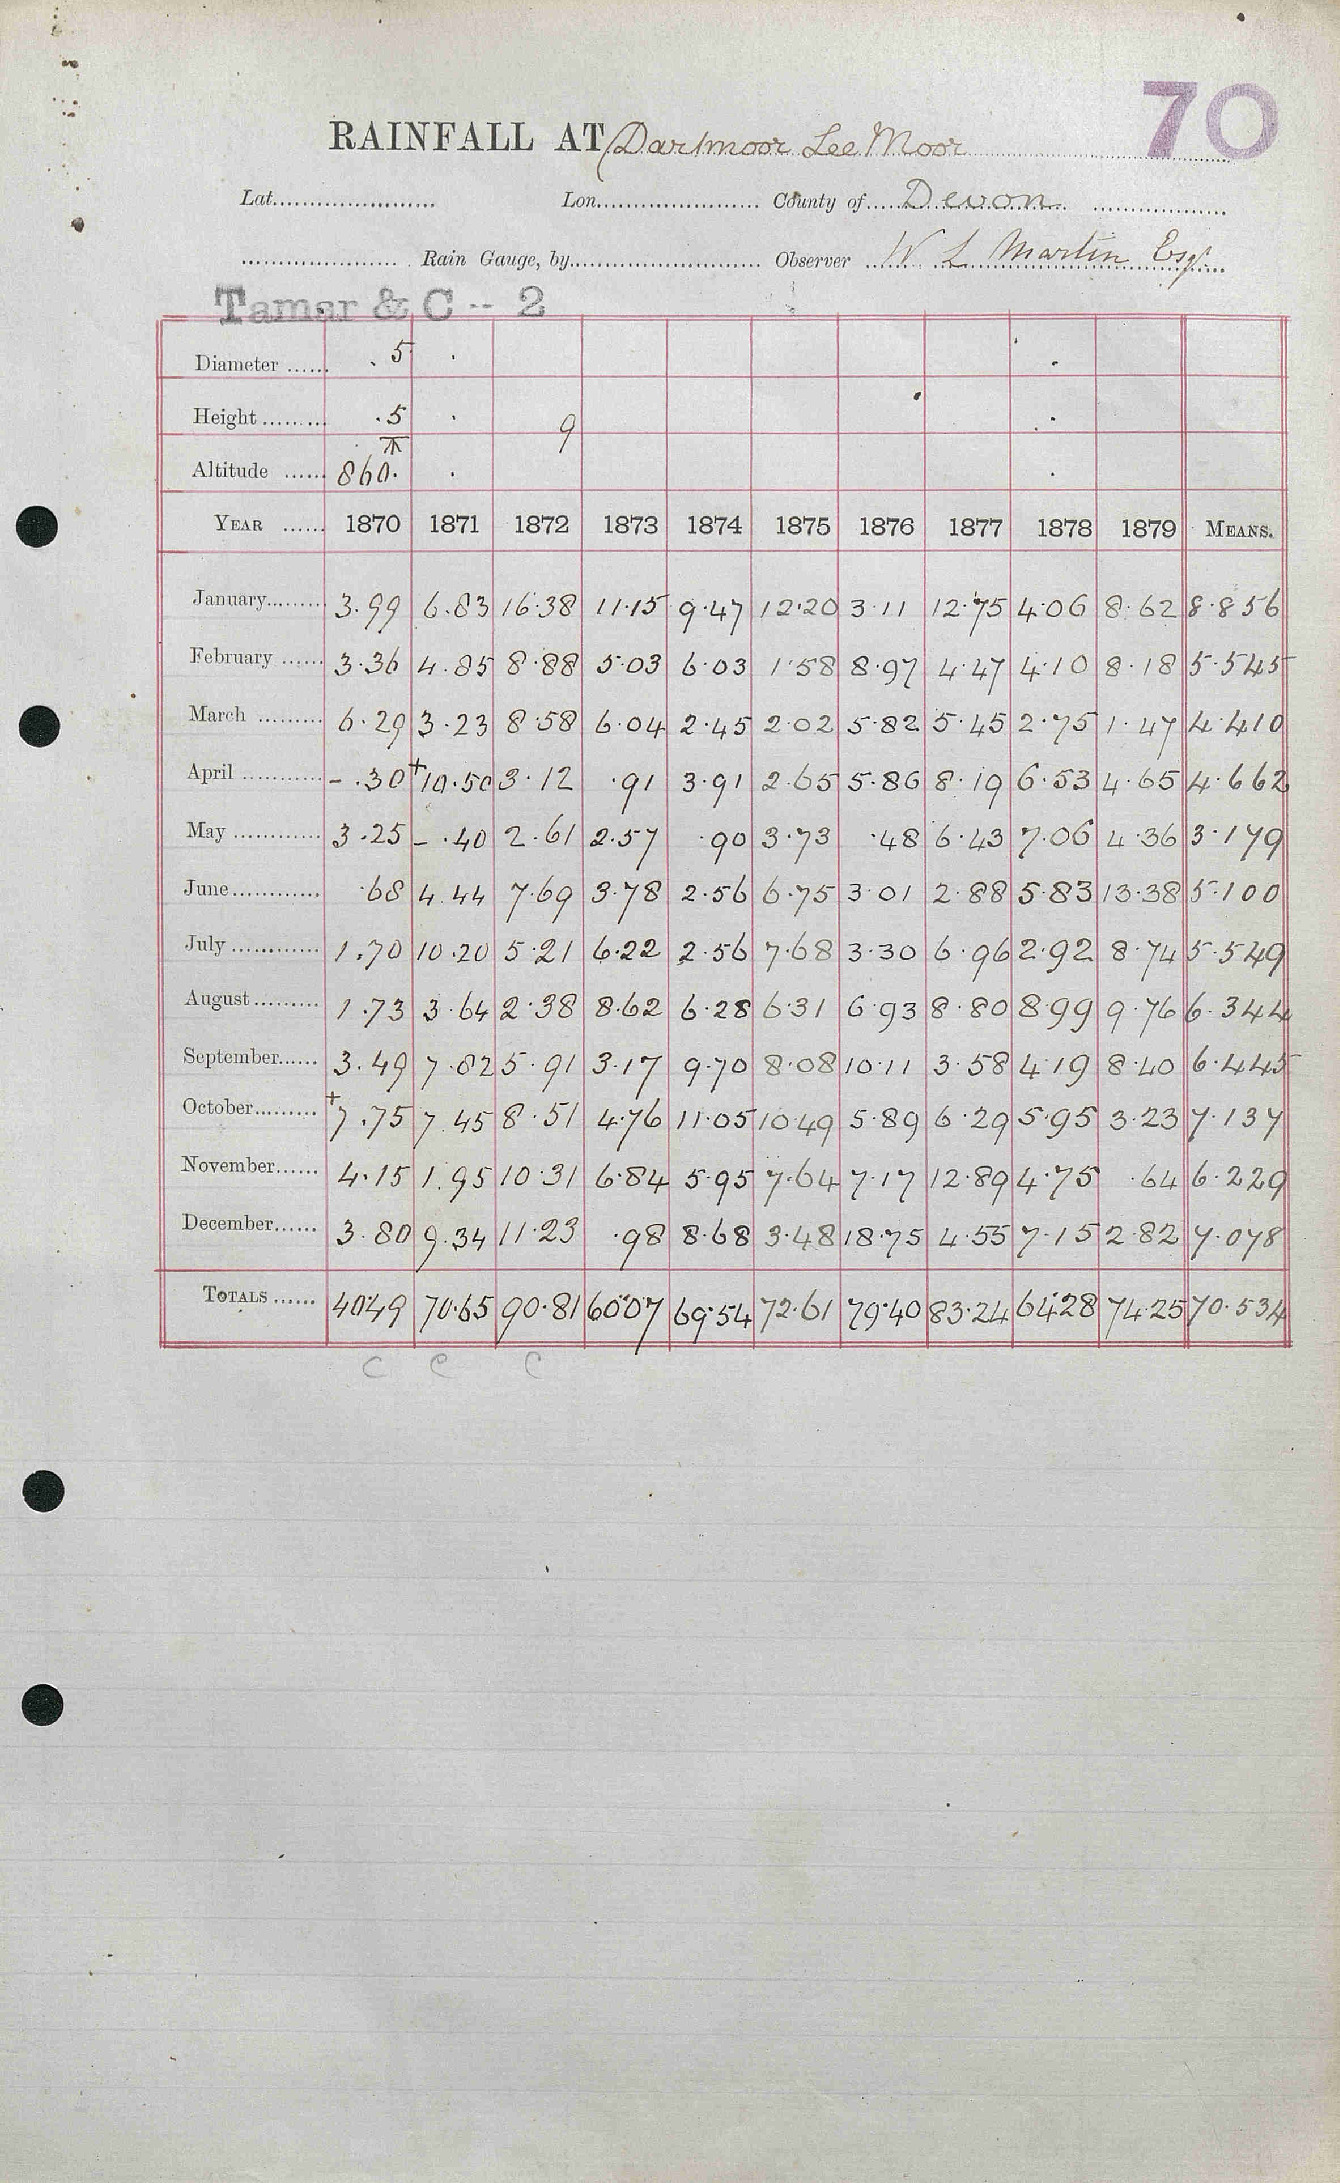 70
RAINFALL AT Dartmoor Lee Moor
Lat. Lon. County of Devon
Rain Gauge, by Observer W L Martin Esqr.
Tamar & C -- 2
Diameter ...... .5
Height ......... .5 9
Altitude ...... 860.
YEAR ...... 1870 1871 1872 1873 1874 1875 1876 1877 1878 1879 MEANS.
January......... 3.99 6.83 16.38 11.15 9.47 12.20 3.11 12.75 4.06 8.62 8.856
February ...... 3.36 4.85 8.88 5.03 6.03 1.58 8.97 4.47 4.10 8.18 5.545
March ......... 6.29 3.23 8.58 6.04 2.45 2.02 5.82 5.45 2.75 1.47 4.410
April ............ - .30 +10.50 3.12 .91 3.91 2.65 5.86 8.19 6.53 4.65 4.662
May ............ 3.25 - .40 2.61 2.57 .90 3.73 .48 6.43 7.06 4.36 3.179
June............ .68 4.44 7.69 3.78 2.56 6.75 3.01 2.88 5.83 13.38 5.100
July ............ 1.70 10.20 5.21 6.22 2.56 7.68 3.30 6.96 2.92 8.74 5.549
August......... 1.73 3.64 2.38 8.62 6.28 6.31 6.93 8.80 8.99 9.76 6.344
September...... 3.49 7.82 5.91 3.17 9.70 8.08 10.11 3.58 4.19 8.40 6.445
October......... +7.75 7.45 8.51 4.76 11.05 10.49 5.89 6.29 5.95 3.23 7.137
November...... 4.15 1.95 10.31 6.84 5.95 7.64 7.17 12.89 4.75 .64 6.229
December...... 3.80 9.34 11.23 .98 8.68 3.48 18.75 4.55 7.15 2.82 7.078
TOTALS ...... 40.49 70.65 90.81 60.07 69.54 72.61 79.40 83.24 64.28 74.25 70.534
C C C